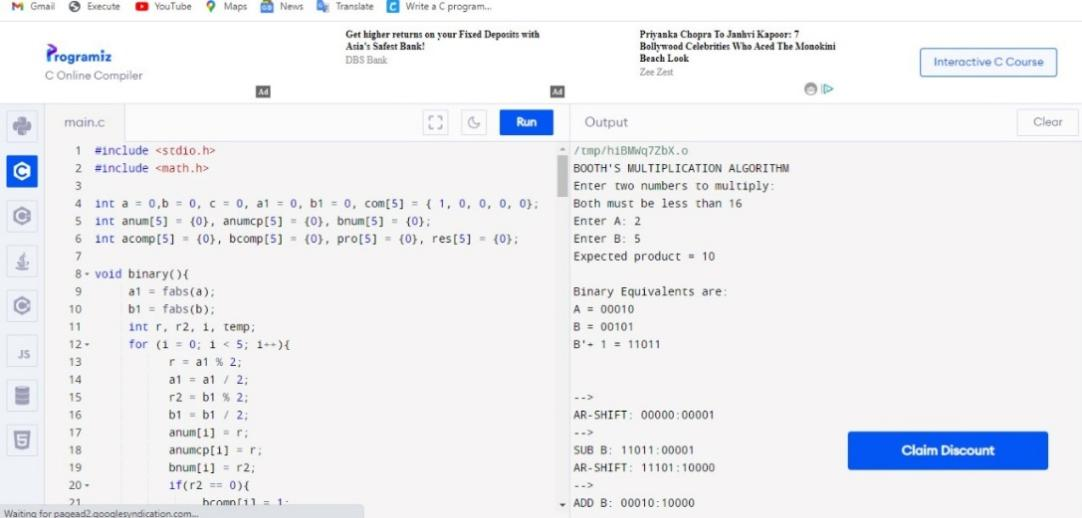 Gmail Execute YouTube Maps News Translate Write a C program...
Programiz
C Online Compiler
Get higher returns on your Fixed Deposits with
Asia's Safest Bank!
DBS Bank
Ad
Ad
Priyanka Chopra To Janhvi Kapoor: 7
Bollywood Celebrities Who Aced The Monokini
Beach Look
Zee Zest
Interactive C Course
main.c
Run
1 #include <stdio.h>
2 #include <math.h>
3
4 int a = 0,b = 0, c = 0, a1 = 0, b1 = 0, com[5] = { 1, 0, 0, 0, 0};
5 int anum[5] = {0}, anumcp[5] = {0}, bnum[5] = {0};
6 int acomp[5] = {0}, bcomp[5] = {0}, pro[5] = {0}, res[5] = {0};
7
8 void binary(){
9 a1 = fabs(a);
10 b1 = fabs(b);
11 int r, r2, i, temp;
12 for (i = 0; i < 5; i++){
13 r = a1 % 2;
14 a1 = a1 / 2;
15 r2 = b1 % 2;
16 b1 = b1 / 2;
17 anum[i] = r;
18 anumcp[i] = r;
19 bnum[i] = r2;
20 if(r2 == 0){
21 bcomp[i] = 1;
Output
Clear
/tmp/hiBMWq7ZbX.o
BOOTH'S MULTIPLICATION ALGORITHM
Enter two numbers to multiply:
Both must be less than 16
Enter A: 2
Enter B: 5
Expected product = 10
Binary Equivalents are:
A = 00010
B = 00101
B'+ 1 = 11011
-->
AR-SHIFT: 00000:00001
-->
SUB B: 11011:00001
AR-SHIFT: 11101:10000
-->
ADD B: 00010:10000
Claim Discount
JS
Waiting for pagead2.googlesyndication.com...